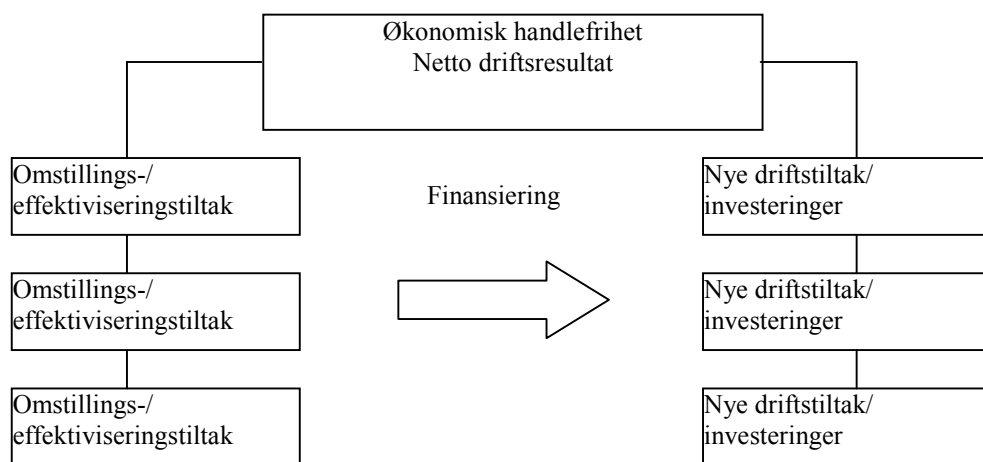 Økonomisk handlefrihet
Netto driftsresultat
Omstillings-/
effektiviseringstiltak
Finansiering
Nye driftstiltak/
investeringer
Omstillings-/
effektiviseringstiltak
Nye driftstiltak/
investeringer
Omstillings-/
effektiviseringstiltak
Nye driftstiltak/
investeringer